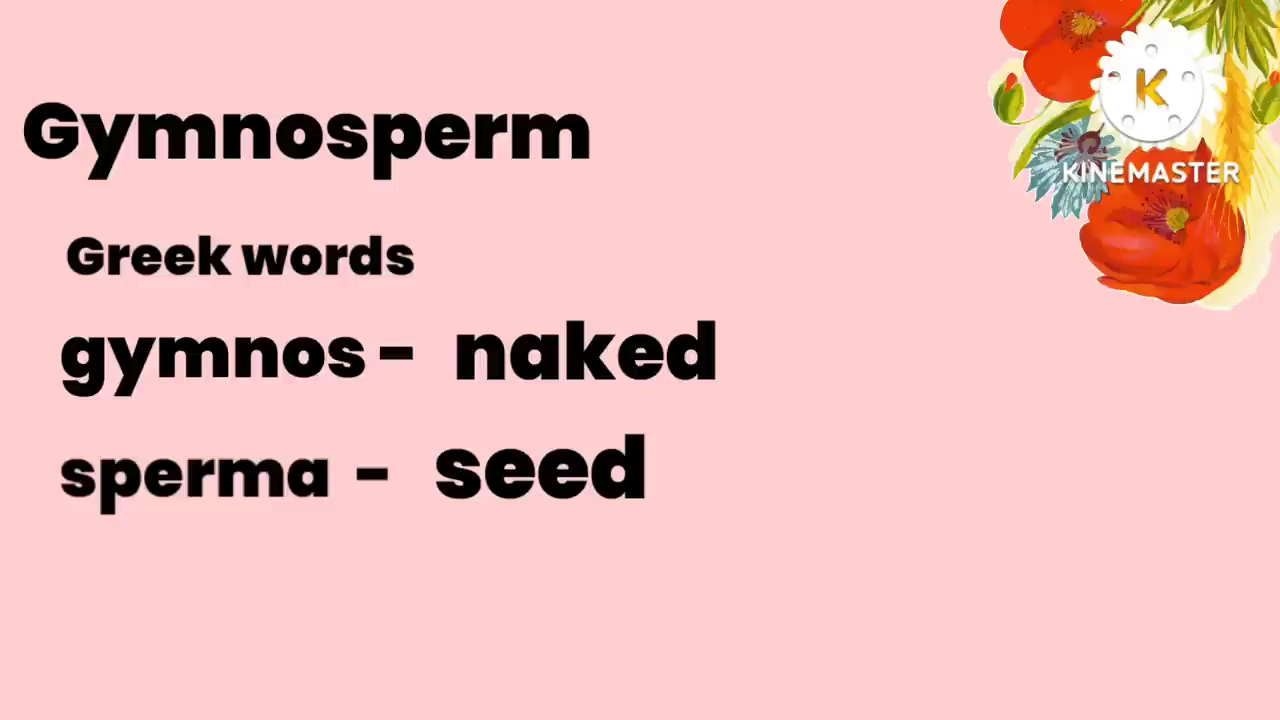 Gymnosperm
Greek words
gymnos - naked
sperma - seed
K
KINEMASTER